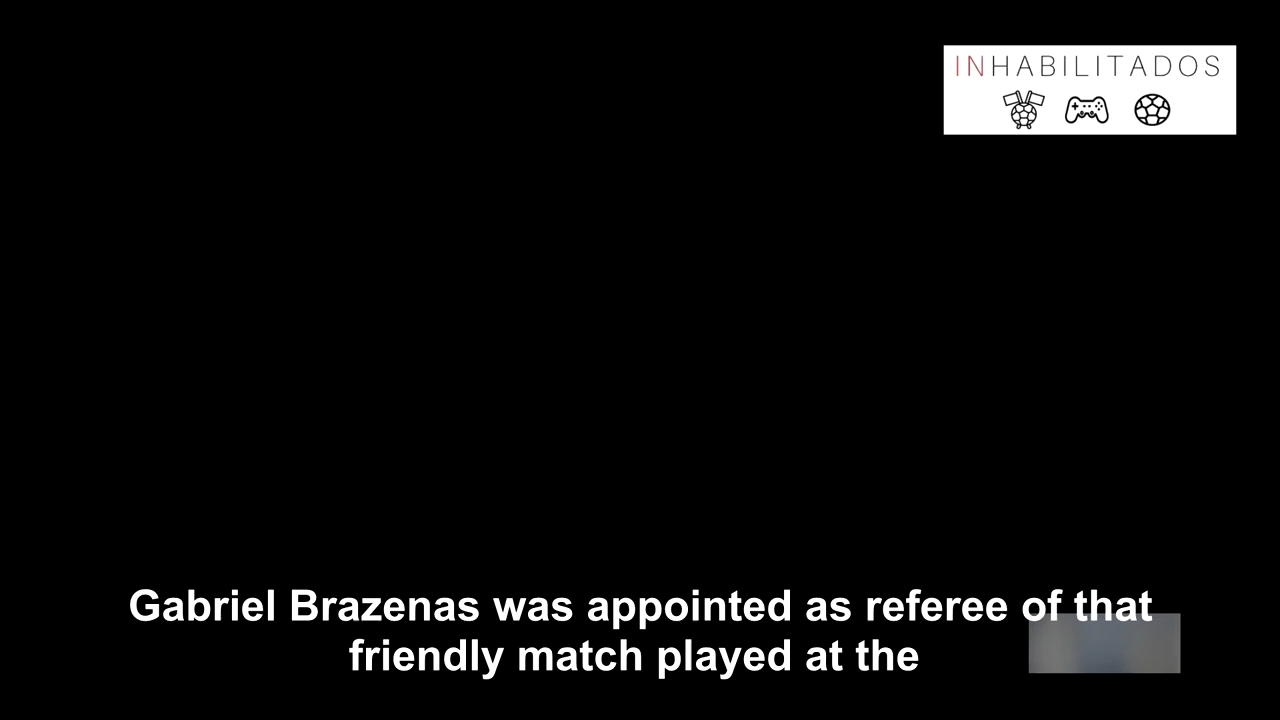 INHABILITADOS
Gabriel Brazenas was appointed as referee of that
friendly match played at the